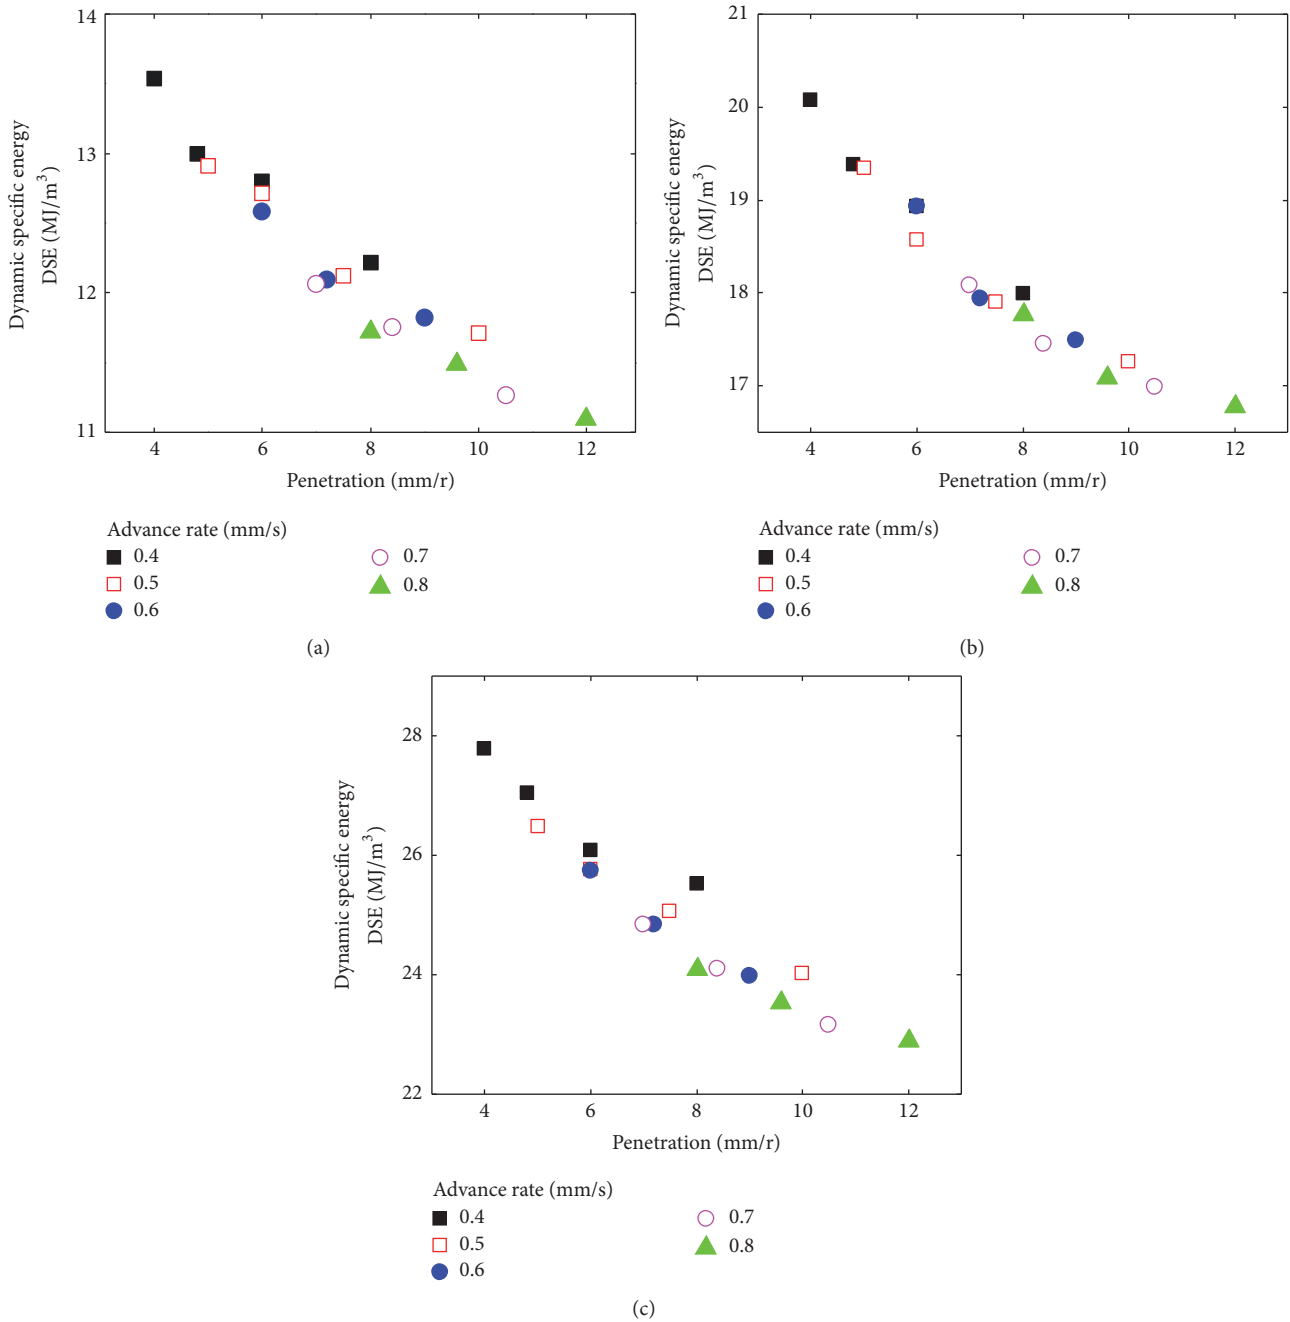 14
13
12
11
Dynamic specific energy
DSE (MJ/m³)
4
6
8
10
12
Penetration (mm/r)
Advance rate (mm/s)
0.4
0.5
0.6
0.7
0.8
(a)
21
20
19
18
17
Dynamic specific energy
DSE (MJ/m³)
4
6
8
10
12
Penetration (mm/r)
Advance rate (mm/s)
0.4
0.5
0.6
0.7
0.8
(b)
28
26
24
22
Dynamic specific energy
DSE (MJ/m³)
4
6
8
10
12
Penetration (mm/r)
Advance rate (mm/s)
0.4
0.5
0.6
0.7
0.8
(c)